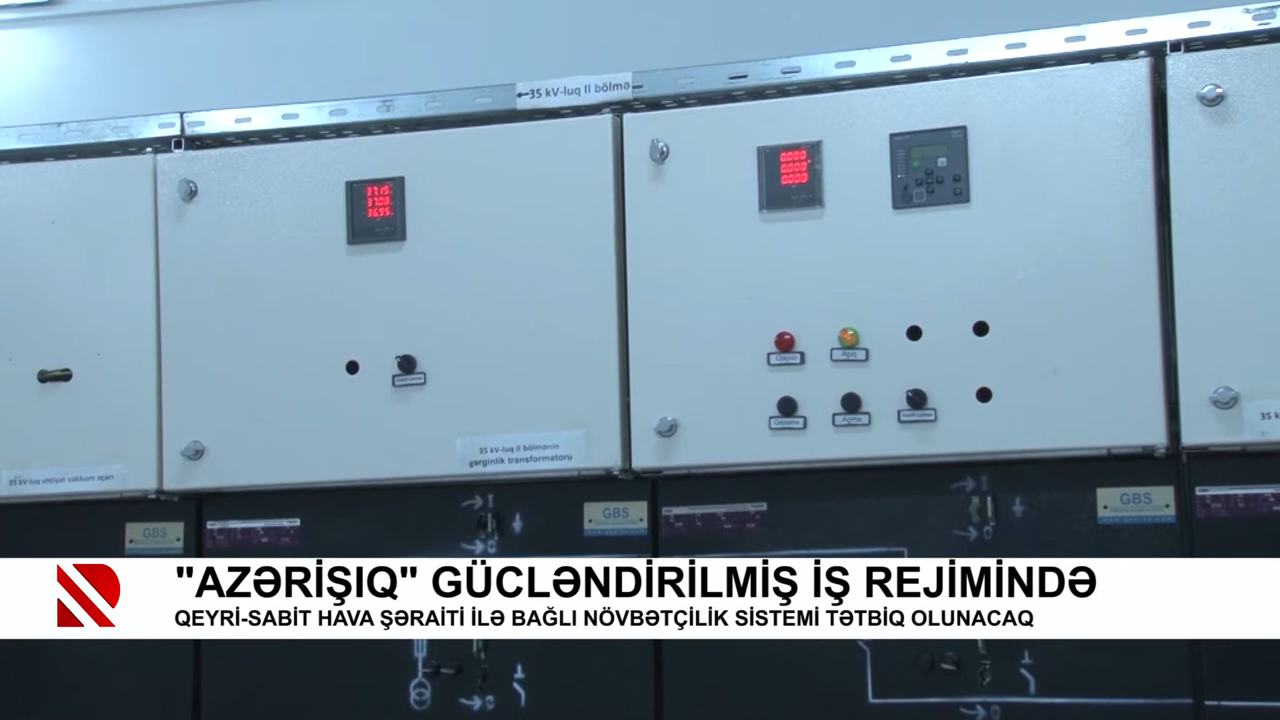 35 kV-luq II bölmə
37.15
37.08
36.95
0.000
0.000
0.000
Qapalı
Açıq
Qapama
Açma
35 kV-luq II bölmənin
gərginlik transformatoru
35 kV-luq ehtiyat vakkum açarı
35 k
GBS
GBS
GBS
"AZƏRİŞIQ" GÜCLƏNDİRİLMİŞ İŞ REJİMİNDƏ
QEYRİ-SABİT HAVA ŞƏRAİTİ İLƏ BAĞLI NÖVBƏTÇİLİK SİSTEMİ TƏTBİQ OLUNACAQ